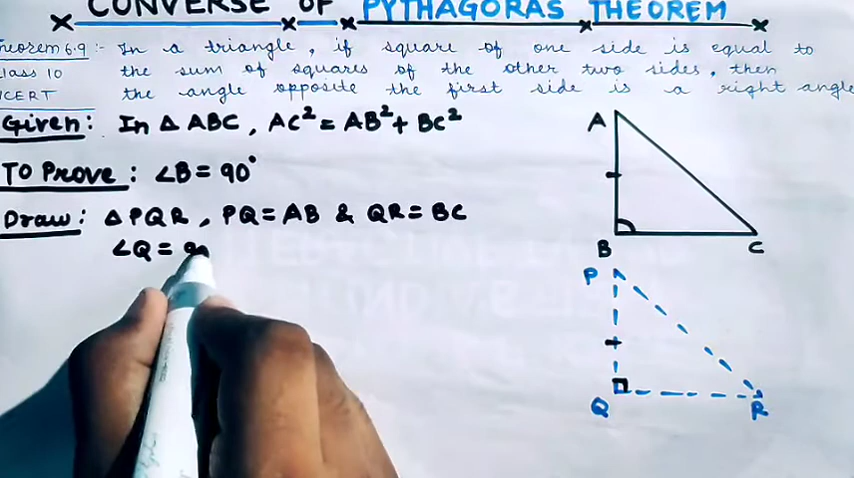 CONVERSE OF PYTHAGORAS THEOREM
heorem 6.9 :- In a triangle, if square of one side is equal to
class 10 the sum of squares of the other two sides, then
NCERT the angle opposite the first side is a right angle
Given : In Δ ABC, AC² = AB² + BC²
TO Prove : ∠B = 90°
Draw : Δ PQR, PQ = AB & QR = BC
∠Q =
A
B C
P
Q R